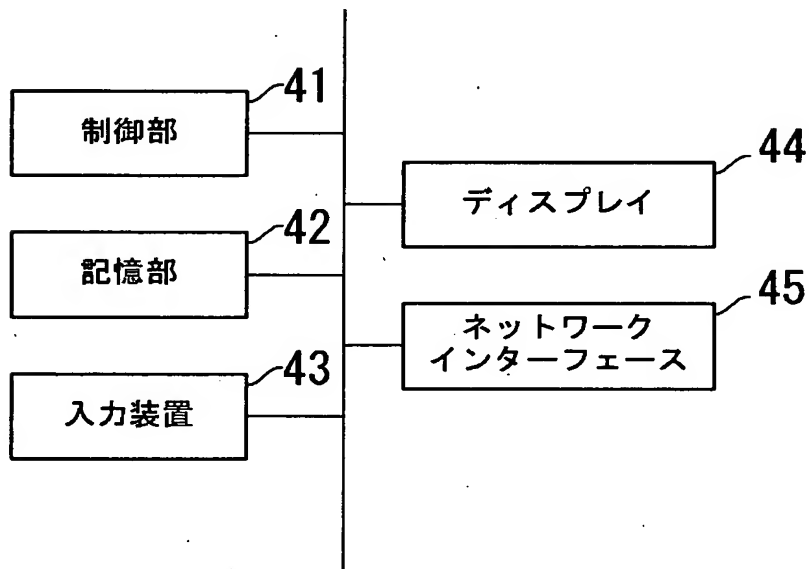 41
制御部
42
記憶部
43
入力装置
44
ディスプレイ
45
ネットワーク
インターフェース